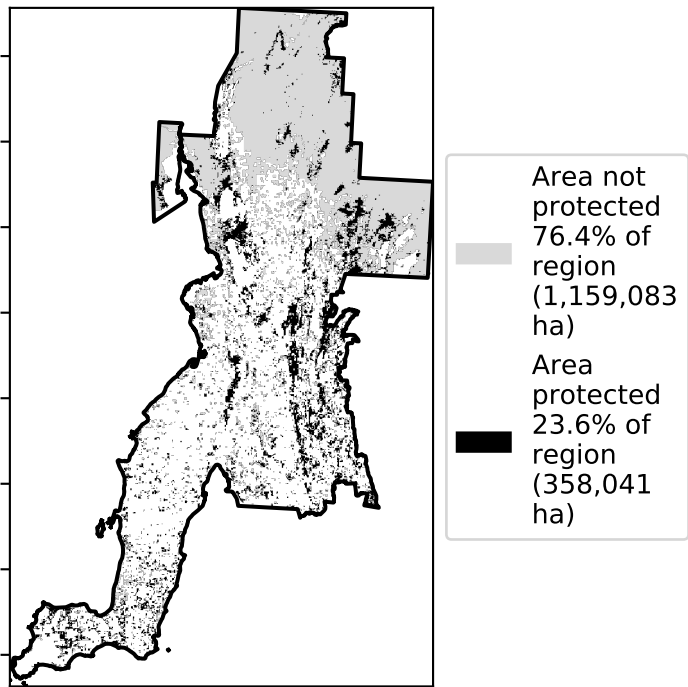 Area not
protected
76.4% of
region
(1,159,083
ha)
Area
protected
23.6% of
region
(358,041
ha)